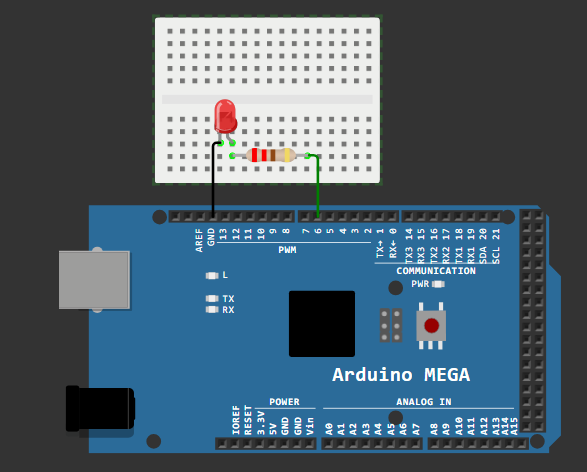 AREF GND 13 12 11 10 9 8 7 6 5 4 3 2 TX+ 1 RX+ 0 TX3 14 RX3 15 TX2 16 RX2 17 TX1 18 RX1 19 SDA 20 SCL 21
PWM
COMMUNICATION
L
PWR
TX
RX
Arduino MEGA
POWER ANALOG IN
IOREF RESET 3.3V 5V GND GND Vin A0 A1 A2 A3 A4 A5 A6 A7 A8 A9 A10 A11 A12 A13 A14 A15